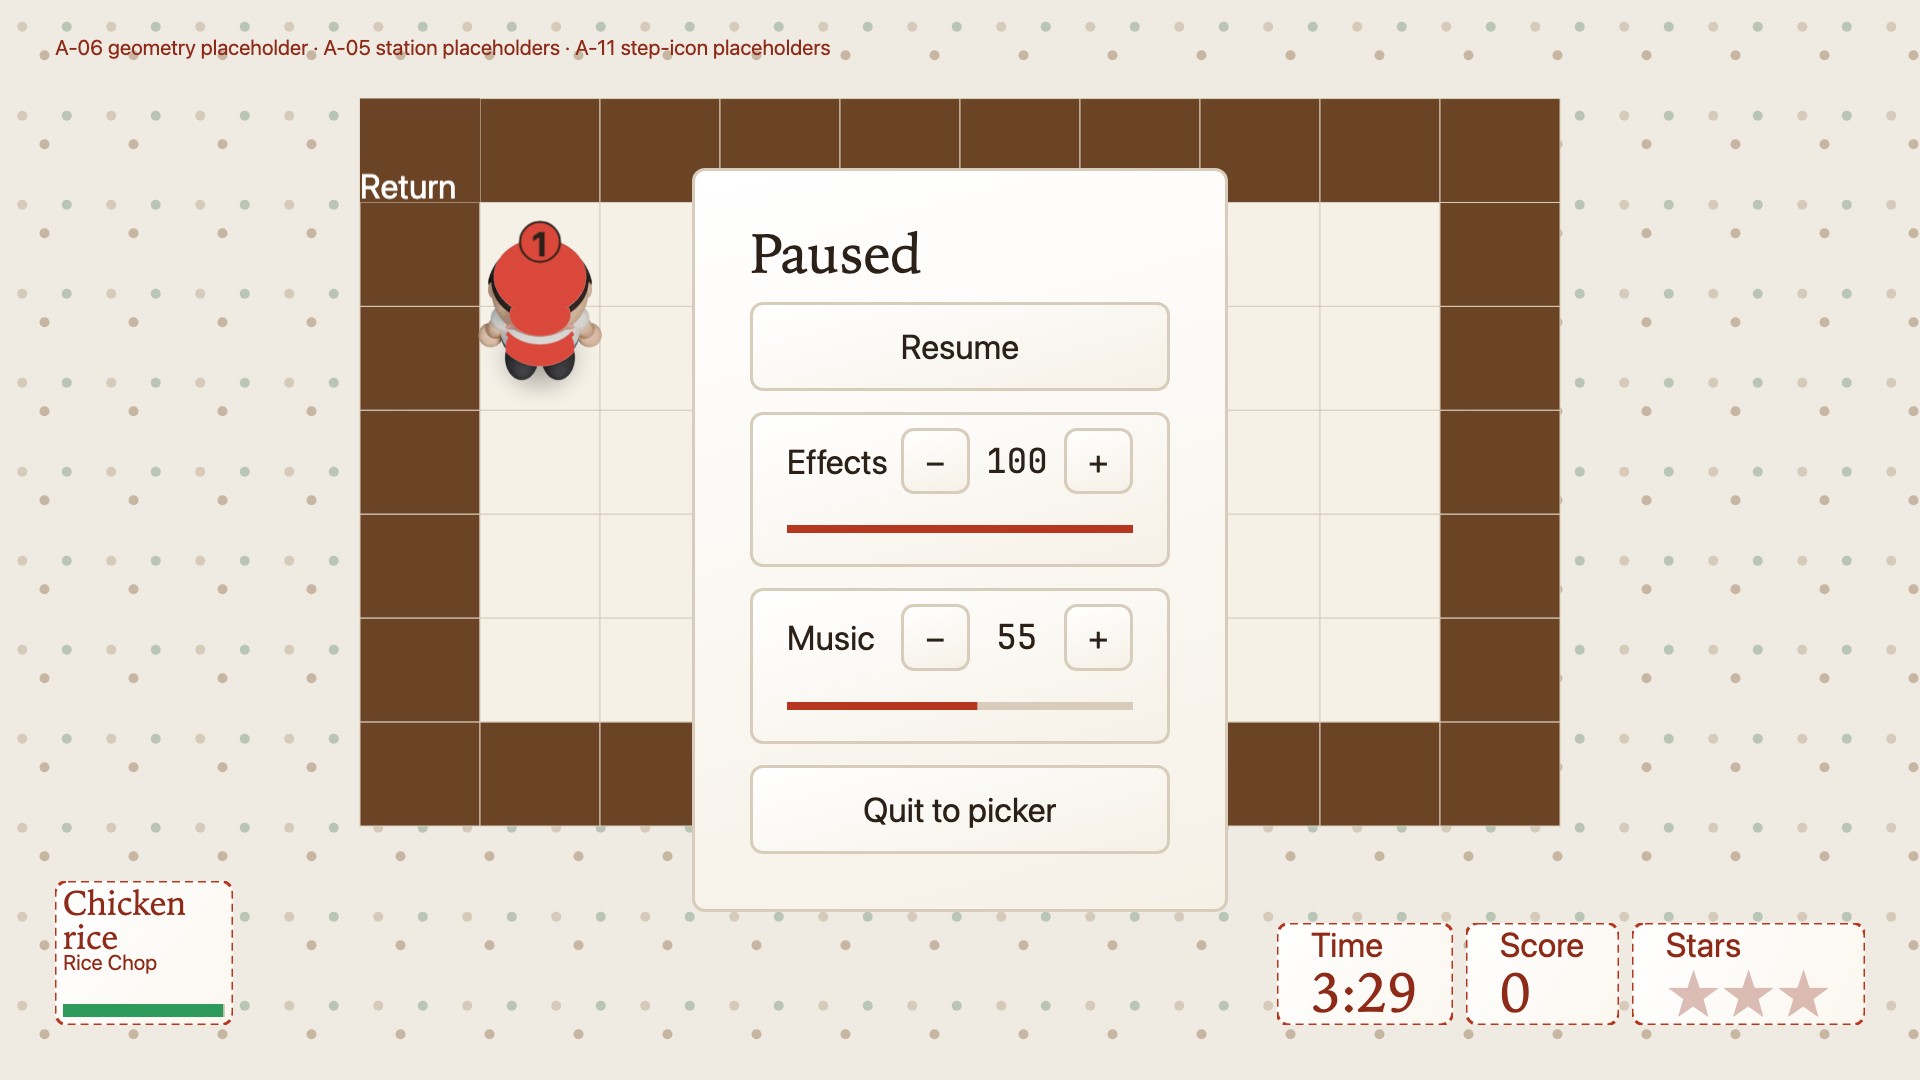 A-06 geometry placeholder · A-05 station placeholders · A-11 step-icon placeholders
Return
1
Paused
Resume
Effects − 100 +
Music − 55 +
Quit to picker
Chicken
rice
Rice Chop
Time
3:29
Score
0
Stars